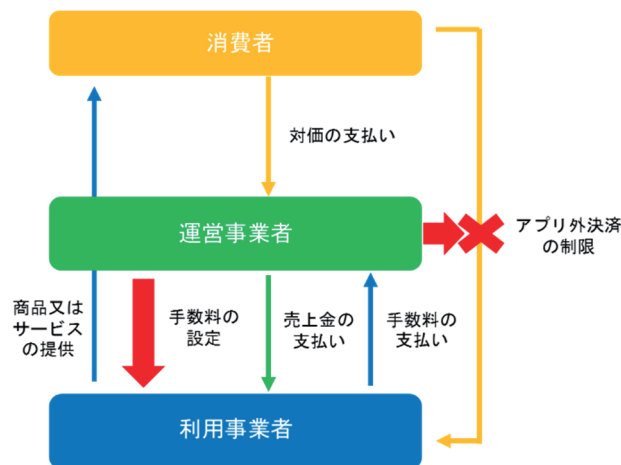 消費者
対価の支払い
運営事業者
アプリ外決済
の制限
商品又は
サービス
の提供
手数料の
設定
売上金の
支払い
手数料の
支払い
利用事業者